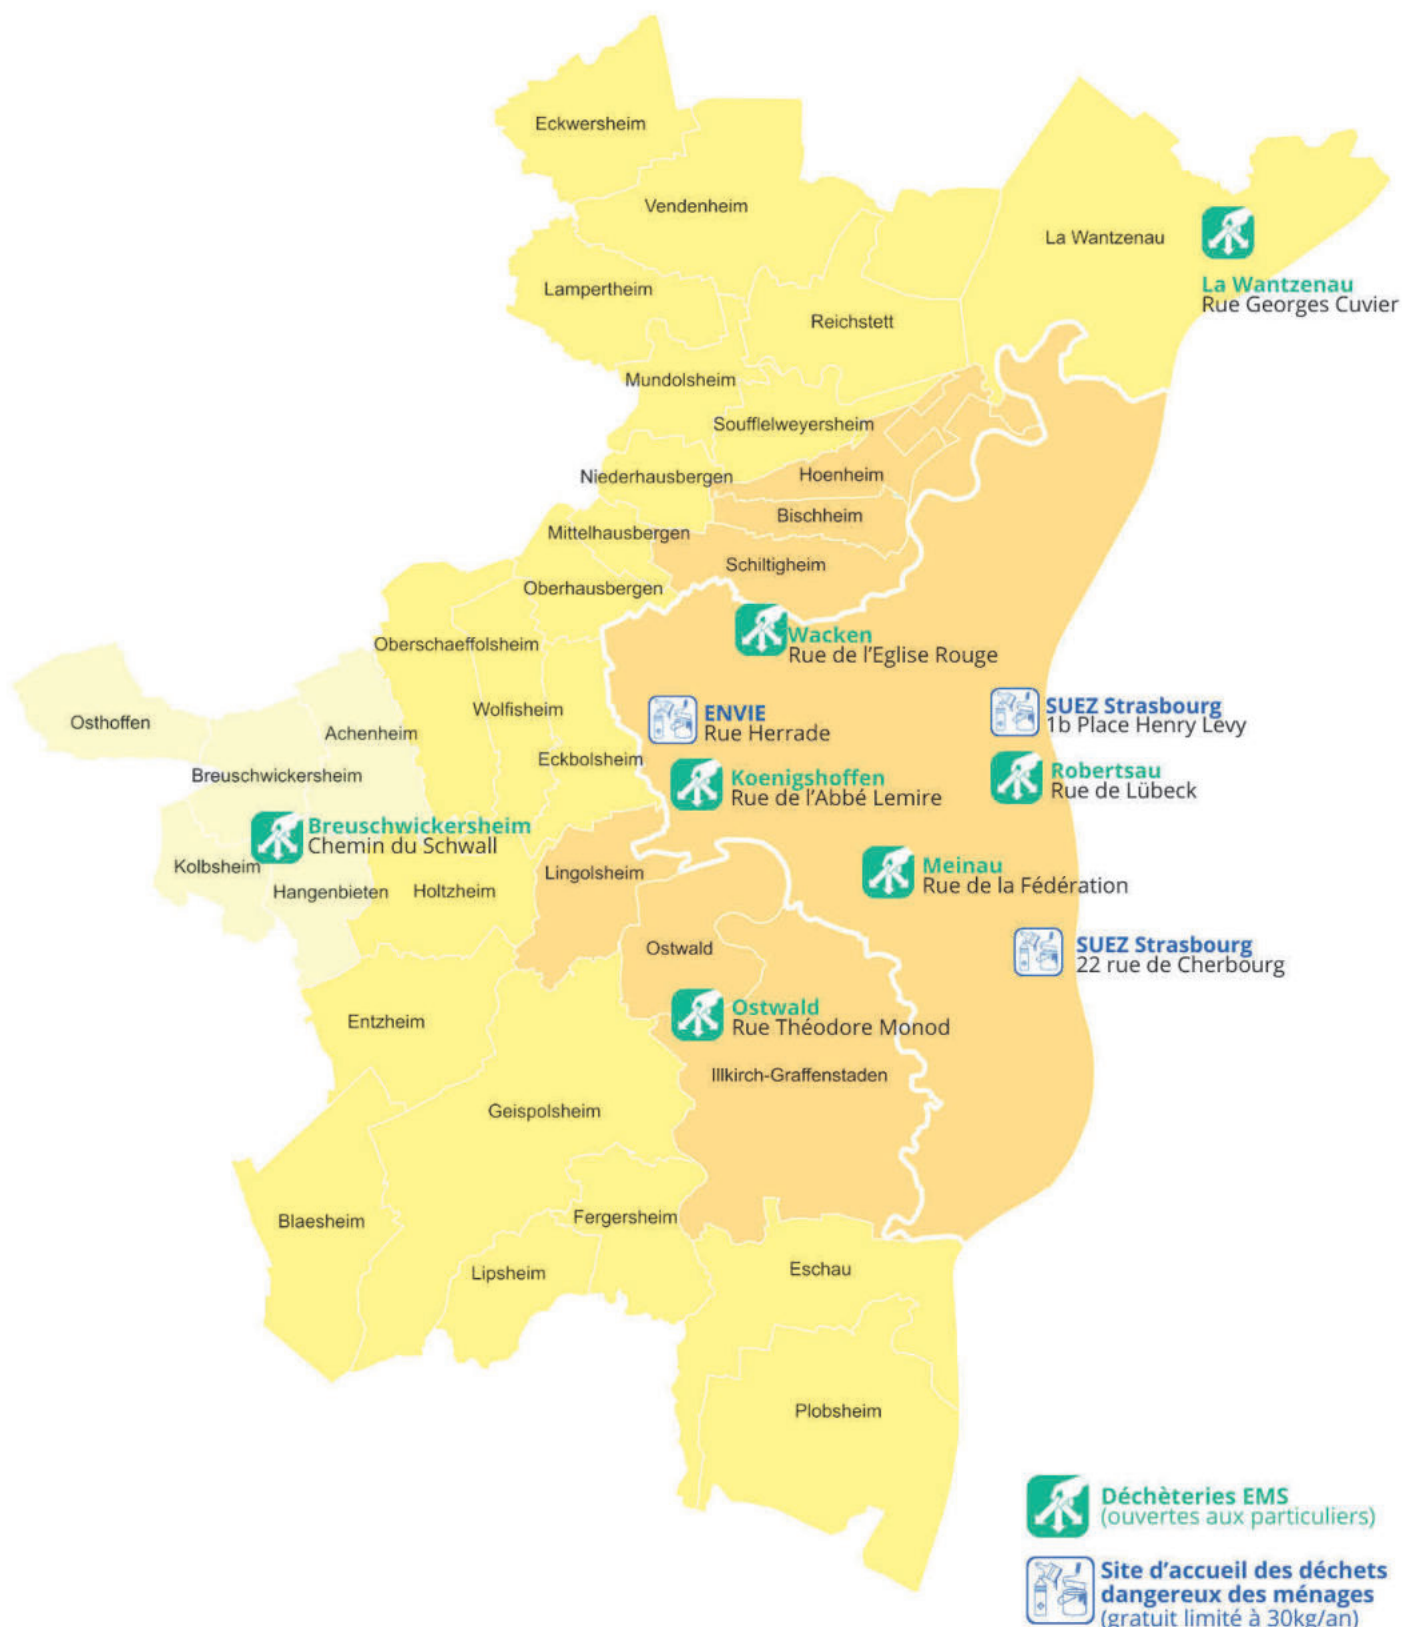 Eckwersheim
Vendenheim
La Wantzenau
La Wantzenau
Rue Georges Cuvier
Lampertheim
Reichstett
Mundolsheim
Soufflelweyersheim
Niederhausbergen
Hoenheim
Bischheim
Mittelhausbergen
Schiltigheim
Oberhausbergen
Wacken
Rue de l'Eglise Rouge
Oberschaeffolsheim
Osthoffen
Achenheim
Wolfisheim
ENVIE
Rue Herrade
SUEZ Strasbourg
1b Place Henry Levy
Breuschwickersheim
Eckbolsheim
Koenigshoffen
Rue de l'Abbé Lemire
Robertsau
Rue de Lübeck
Breuschwickersheim
Chemin du Schwall
Kolbsheim
Hangenbieten
Holtzheim
Lingolsheim
Meinau
Rue de la Fédération
Ostwald
SUEZ Strasbourg
22 rue de Cherbourg
Entzheim
Ostwald
Rue Théodore Monod
Illkirch-Graffenstaden
Geispolsheim
Blaesheim
Fergersheim
Lipsheim
Eschau
Plobsheim
Déchèteries EMS
(ouvertes aux particuliers)
Site d'accueil des déchets
dangereux des ménages
(gratuit limité à 30kg/an)